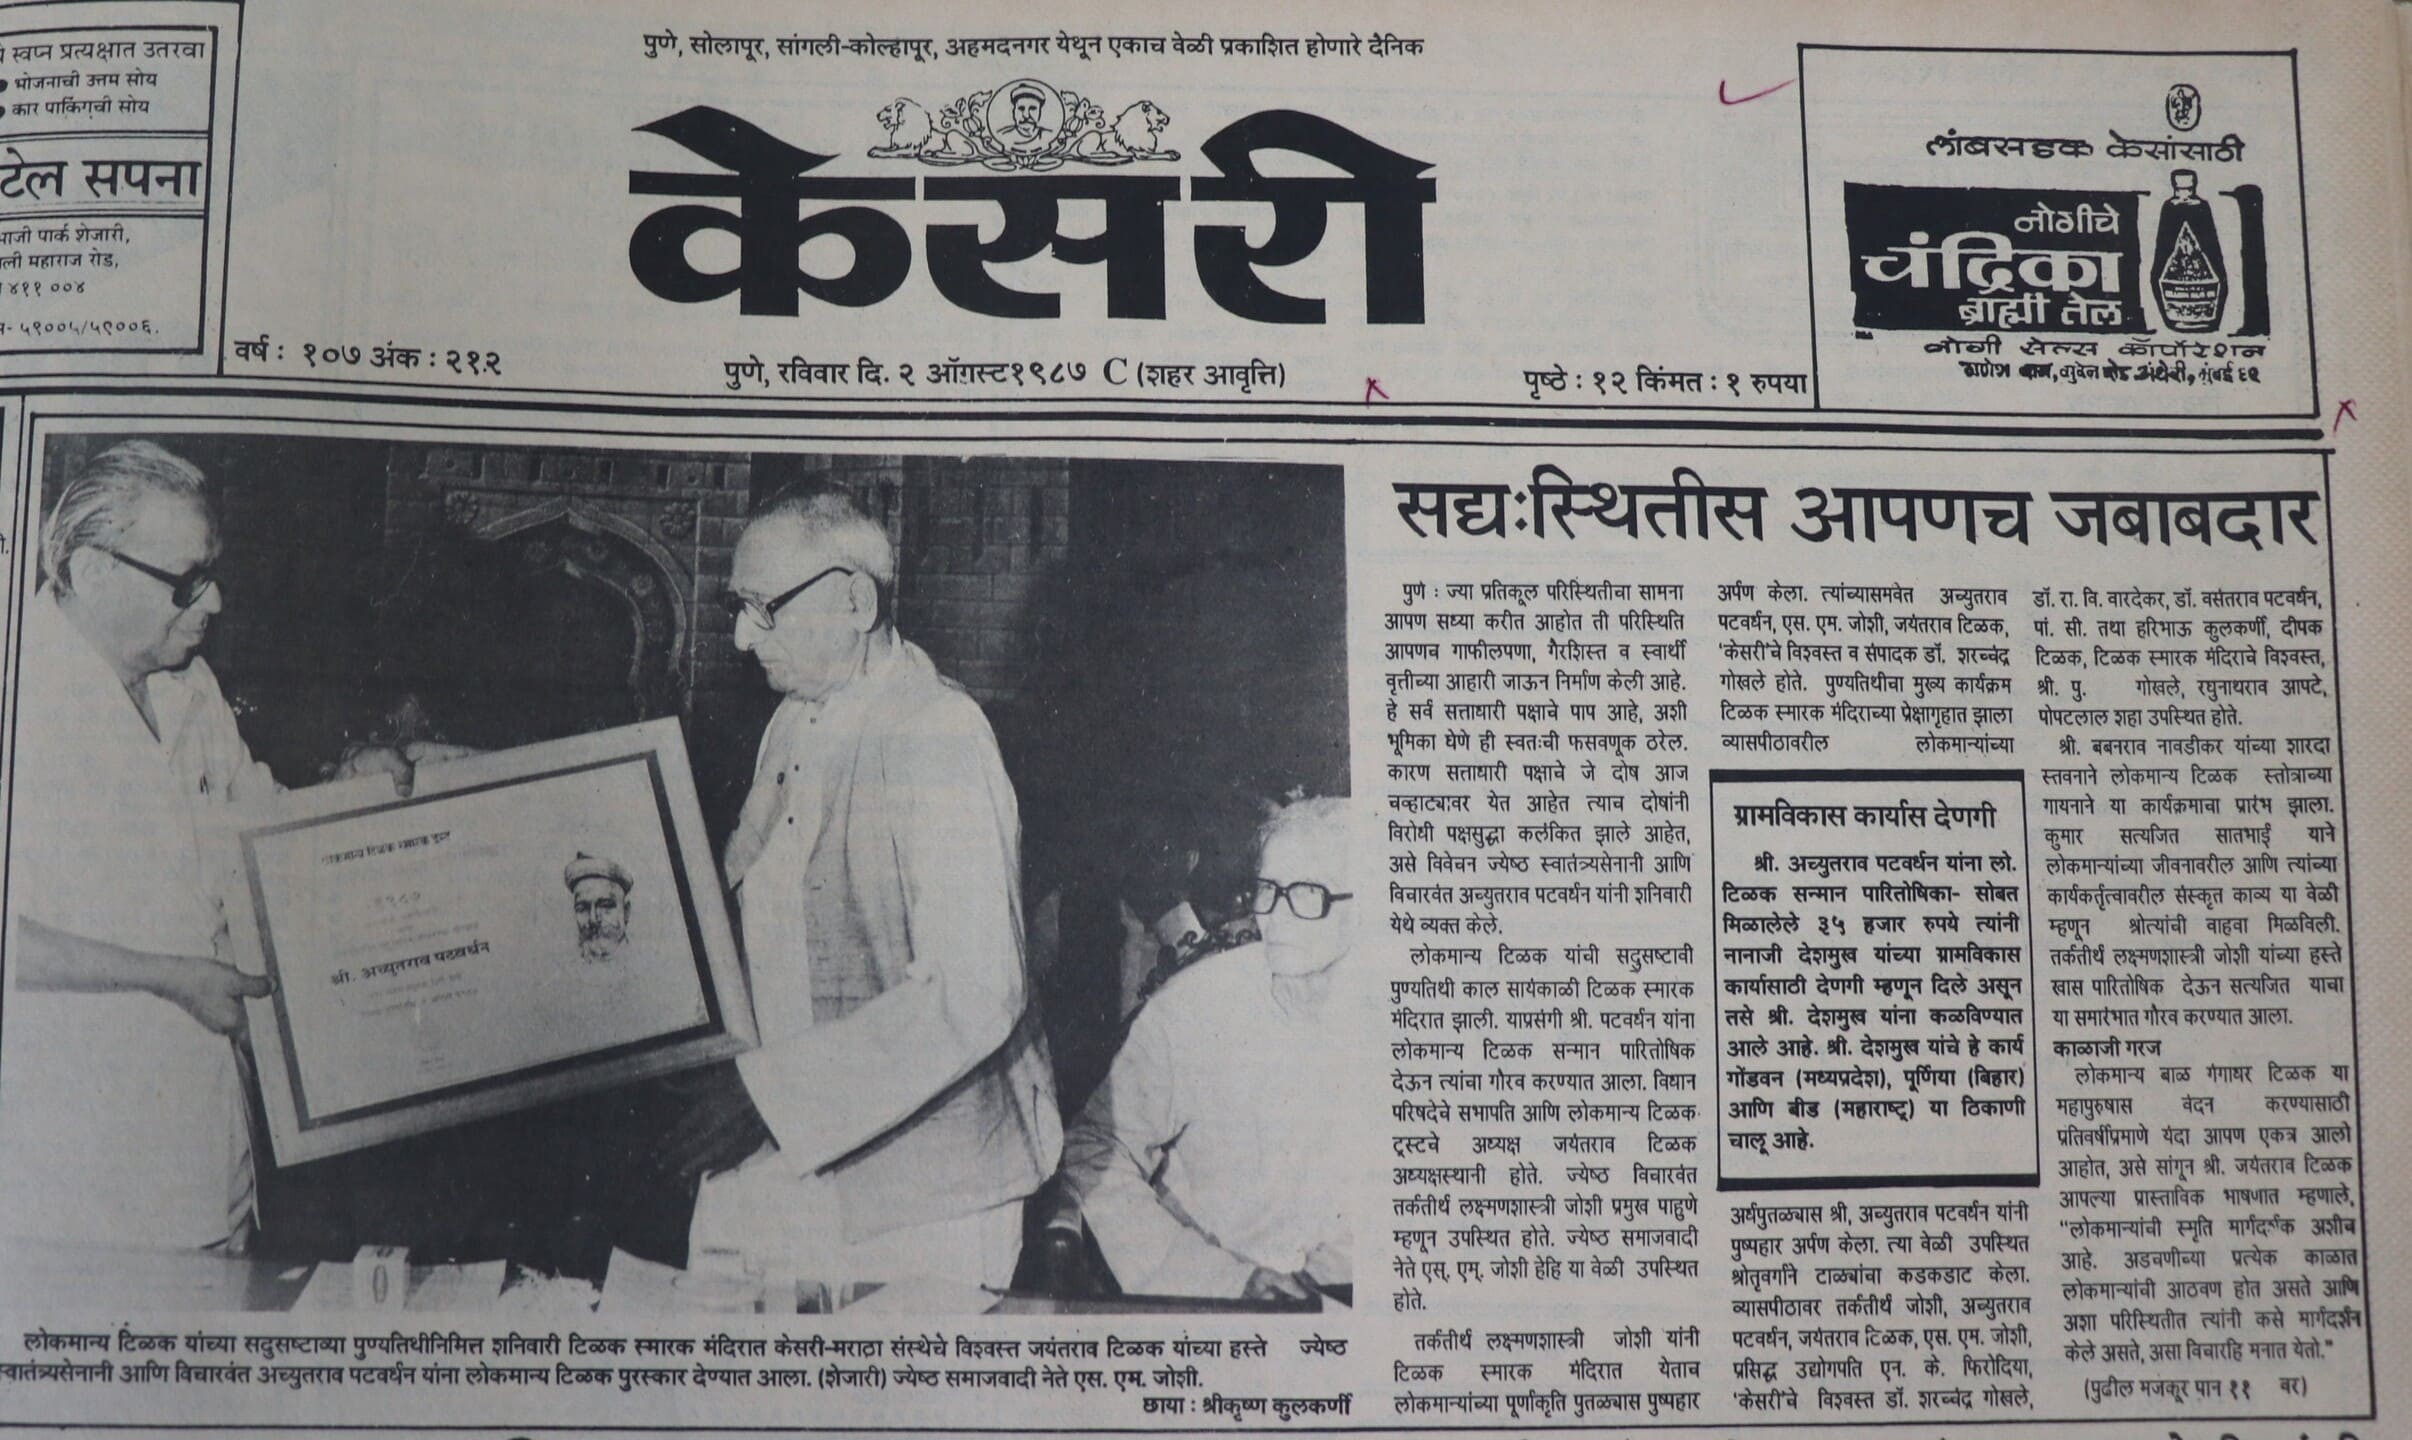 स्वप्न प्रत्यक्षात उतरवा
● भोजनाची उत्तम सोय
● कार पार्किंगची सोय
टेल सपना
पार्क शेजारी,
महाराज रोड,
४११ ००४
५९००५/५९००६.
पुणे, सोलापूर, सांगली-कोल्हापूर, अहमदनगर येथून एकाच वेळी प्रकाशित होणारे दैनिक
केसरी
वर्ष : १०७ अंक : २१२
पुणे, रविवार दि. २ ऑगस्ट१९८७ C (शहर आवृत्ति)
पृष्ठे : १२ किंमत : १ रुपया
लांबसडक केसांसाठी
नोगीचे
चंद्रिका
ब्राह्मी तेल
नोगी सेल्स कॉर्पोरेशन
श्री. अच्युतराव पटवर्धन
लोकमान्य टिळक यांच्या सदुसष्टाव्या पुण्यतिथीनिमित्त शनिवारी टिळक स्मारक मंदिरात केसरी-मराठा संस्थेचे विश्वस्त जयंतराव टिळक यांच्या हस्ते ज्येष्ठ
स्वातंत्र्यसेनानी आणि विचारवंत अच्युतराव पटवर्धन यांना लोकमान्य टिळक पुरस्कार देण्यात आला. (शेजारी) ज्येष्ठ समाजवादी नेते एस. एम. जोशी.
छाया : श्रीकृष्ण कुलकर्णी
सद्यःस्थितीस आपणच जबाबदार
पुणे : ज्या प्रतिकूल परिस्थितीचा सामना
आपण सध्या करीत आहोत ती परिस्थिति
आपणच गाफीलपणा, गैरशिस्त व स्वार्थी
वृत्तीच्या आहारी जाऊन निर्माण केली आहे.
हे सर्व सत्ताधारी पक्षाचे पाप आहे, अशी
भूमिका घेणे ही स्वतःची फसवणूक ठरेल.
कारण सत्ताधारी पक्षाचे जे दोष आज
चव्हाट्यावर येत आहेत त्याच दोषांनी
विरोधी पक्षसुद्धा कलंकित झाले आहेत,
असे विवेचन ज्येष्ठ स्वातंत्र्यसेनानी आणि
विचारवंत अच्युतराव पटवर्धन यांनी शनिवारी
येथे व्यक्त केले.
लोकमान्य टिळक यांची सदुसष्टावी
पुण्यतिथी काल सायंकाळी टिळक स्मारक
मंदिरात झाली. याप्रसंगी श्री. पटवर्धन यांना
लोकमान्य टिळक सन्मान पारितोषिक
देऊन त्यांचा गौरव करण्यात आला. विधान
परिषदेचे सभापति आणि लोकमान्य टिळक
ट्रस्टचे अध्यक्ष जयंतराव टिळक
अध्यक्षस्थानी होते. ज्येष्ठ विचारवंत
तर्कतीर्थ लक्ष्मणशास्त्री जोशी प्रमुख पाहुणे
म्हणून उपस्थित होते. ज्येष्ठ समाजवादी
नेते एस्. एम्. जोशी हेहि या वेळी उपस्थित
होते.
तर्कतीर्थ लक्ष्मणशास्त्री जोशी यांनी
टिळक स्मारक मंदिरात येताच
लोकमान्यांच्या पूर्णाकृति पुतळ्यास पुष्पहार
अर्पण केला. त्यांच्यासमवेत अच्युतराव
पटवर्धन, एस. एम. जोशी, जयंतराव टिळक,
'केसरी'चे विश्वस्त व संपादक डॉ. शरच्चंद्र
गोखले होते. पुण्यतिथीचा मुख्य कार्यक्रम
टिळक स्मारक मंदिराच्या प्रेक्षागृहात झाला
व्यासपीठावरील लोकमान्यांच्या
ग्रामविकास कार्यास देणगी
श्री. अच्युतराव पटवर्धन यांना लो.
टिळक सन्मान पारितोषिका- सोबत
मिळालेले ३५ हजार रुपये त्यांनी
नानाजी देशमुख यांच्या ग्रामविकास
कार्यासाठी देणगी म्हणून दिले असून
तसे श्री. देशमुख यांना कळविण्यात
आले आहे. श्री. देशमुख यांचे हे कार्य
गोंडवन (मध्यप्रदेश), पूर्णिया (बिहार)
आणि बीड (महाराष्ट्र) या ठिकाणी
चालू आहे.
अर्धपुतळ्यास श्री, अच्युतराव पटवर्धन यांनी
पुष्पहार अर्पण केला. त्या वेळी उपस्थित
श्रोतृवर्गाने टाळ्यांचा कडकडाट केला.
व्यासपीठावर तर्कतीर्थ जोशी, अच्युतराव
पटवर्धन, जयंतराव टिळक, एस. एम. जोशी,
प्रसिद्ध उद्योगपति एन. के. फिरोदिया,
'केसरी'चे विश्वस्त डॉ. शरच्चंद्र गोखले,
डॉ. रा. वि. वारदेकर, डॉ. वसंतराव पटवर्धन,
पां. सी. तथा हरिभाऊ कुलकर्णी, दीपक
टिळक, टिळक स्मारक मंदिराचे विश्वस्त,
श्री. पु. गोखले, रघुनाथराव आपटे,
पोपटलाल शहा उपस्थित होते.
श्री. बबनराव नावडीकर यांच्या शारदा
स्तवनाने लोकमान्य टिळक स्तोत्राच्या
गायनाने या कार्यक्रमाचा प्रारंभ झाला.
कुमार सत्यजित सातभाई याने
लोकमान्यांच्या जीवनावरील आणि त्यांच्या
कार्यकर्तृत्वावरील संस्कृत काव्य या वेळी
म्हणून श्रोत्यांची वाहवा मिळविली.
तर्कतीर्थ लक्ष्मणशास्त्री जोशी यांच्या हस्ते
खास पारितोषिक देऊन सत्यजित याचा
या समारंभात गौरव करण्यात आला.
काळाजी गरज
लोकमान्य बाळ गंगाधर टिळक या
महापुरुषास वंदन करण्यासाठी
प्रतिवर्षीप्रमाणे यंदा आपण एकत्र आलो
आहोत, असे सांगून श्री. जयंतराव टिळक
आपल्या प्रास्ताविक भाषणात म्हणाले,
"लोकमान्यांची स्मृति मार्गदर्शक अशीच
आहे. अडचणीच्या प्रत्येक काळात
लोकमान्यांची आठवण होत असते आणि
अशा परिस्थितीत त्यांनी कसे मार्गदर्शन
केले असते, असा विचारहि मनात येतो."
(पुढील मजकूर पान ११ वर)